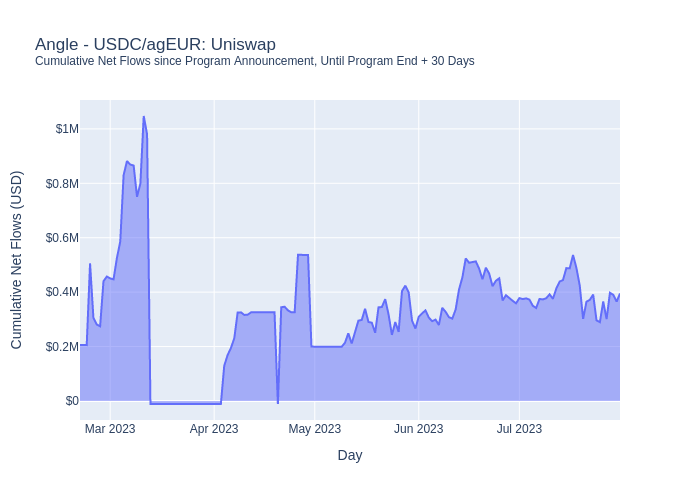 Angle - USDC/agEUR: Uniswap
Cumulative Net Flows since Program Announcement, Until Program End + 30 Days
Cumulative Net Flows (USD)
$1M
$0.8M
$0.6M
$0.4M
$0.2M
$0
Mar 2023 Apr 2023 May 2023 Jun 2023 Jul 2023
Day